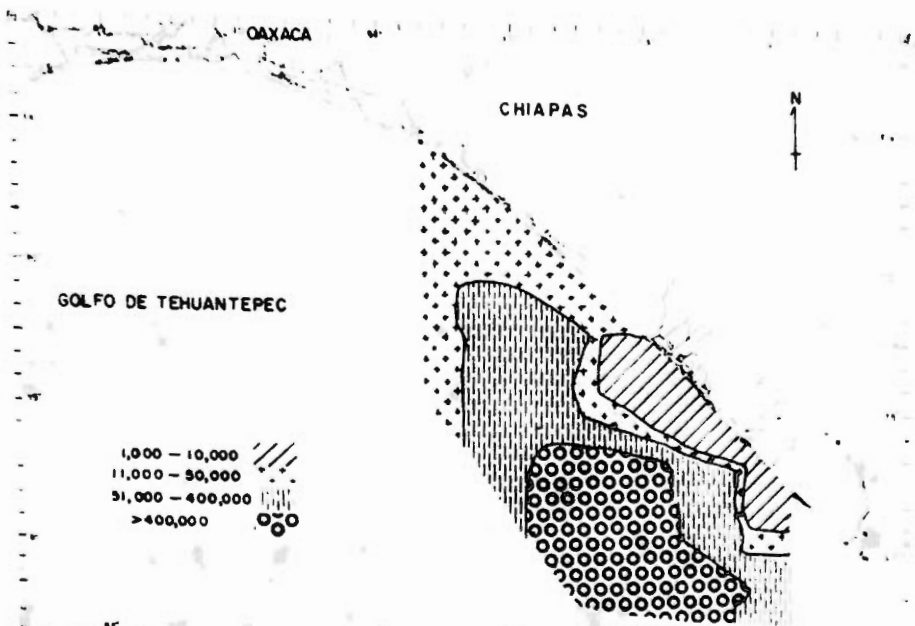 OAXACA
CHIAPAS
N
GOLFO DE TEHUANTEPEC
1,000 – 10,000
11,000 – 50,000
51,000 – 400,000
>400,000